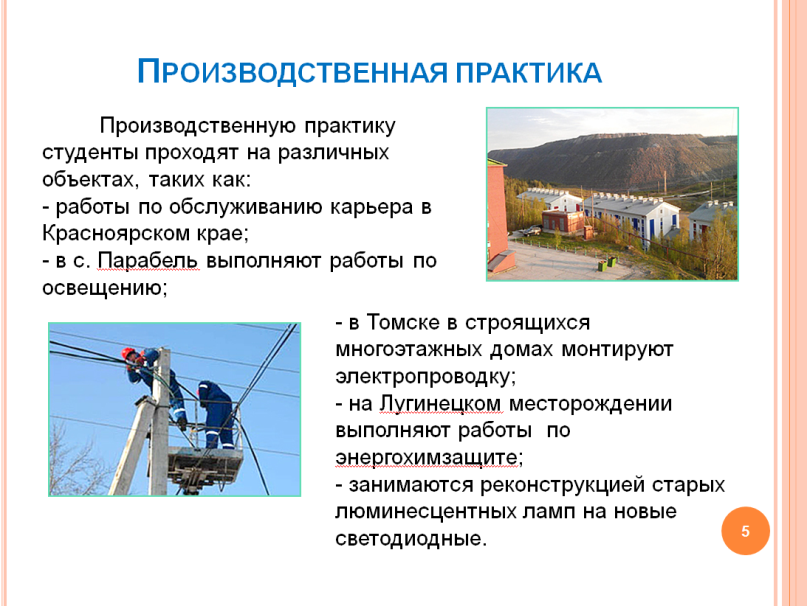 ПРОИЗВОДСТВЕННАЯ ПРАКТИКА
Производственную практику
студенты проходят на различных
объектах, таких как:
- работы по обслуживанию карьера в
Красноярском крае;
- в с. Парабель выполняют работы по
освещению;
- в Томске в строящихся
многоэтажных домах монтируют
электропроводку;
- на Лугинецком месторождении
выполняют работы  по
энергохимзащите;
- занимаются реконструкцией старых
люминесцентных ламп на новые
светодиодные.
5